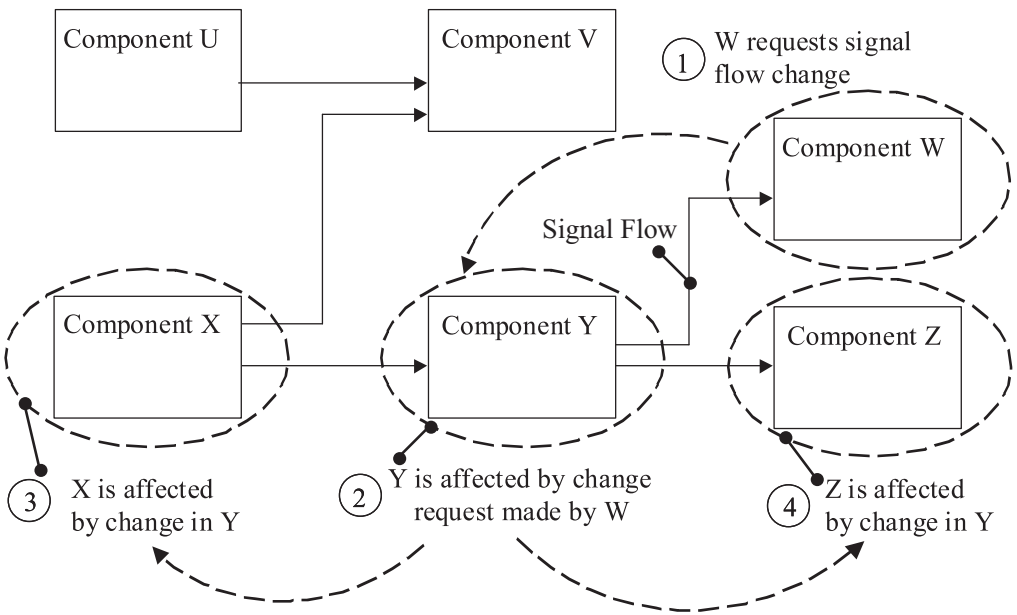 Component U
Component V
1
W requests signal
flow change
Component W
Signal Flow
Component X
Component Y
Component Z
3
X is affected
by change in Y
2
Y is affected by change
request made by W
4
Z is affected
by change in Y